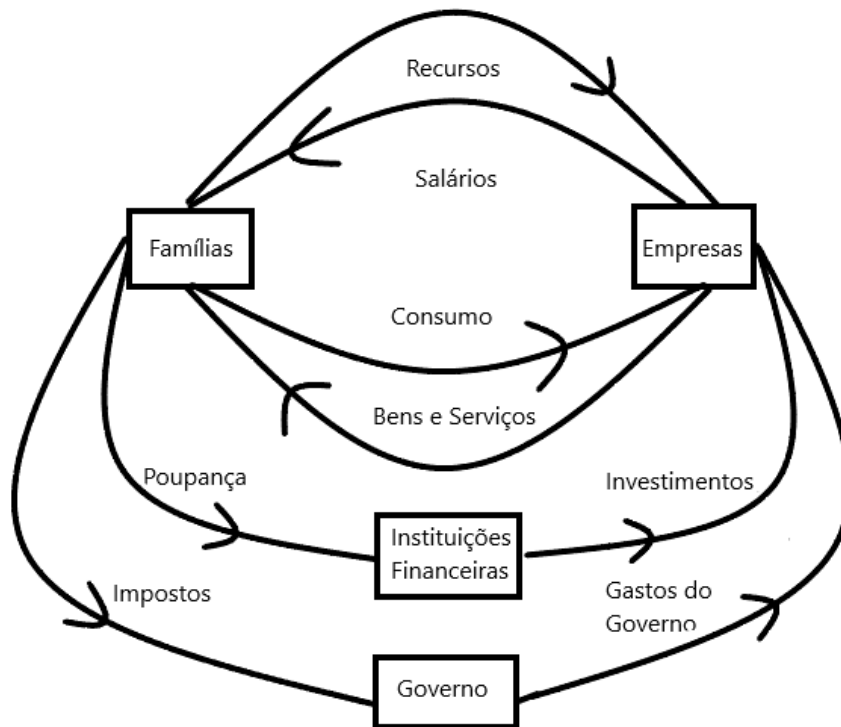 Recursos
Salários
Famílias
Empresas
Consumo
Bens e Serviços
Poupança
Investimentos
Instituições
Financeiras
Impostos
Gastos do
Governo
Governo